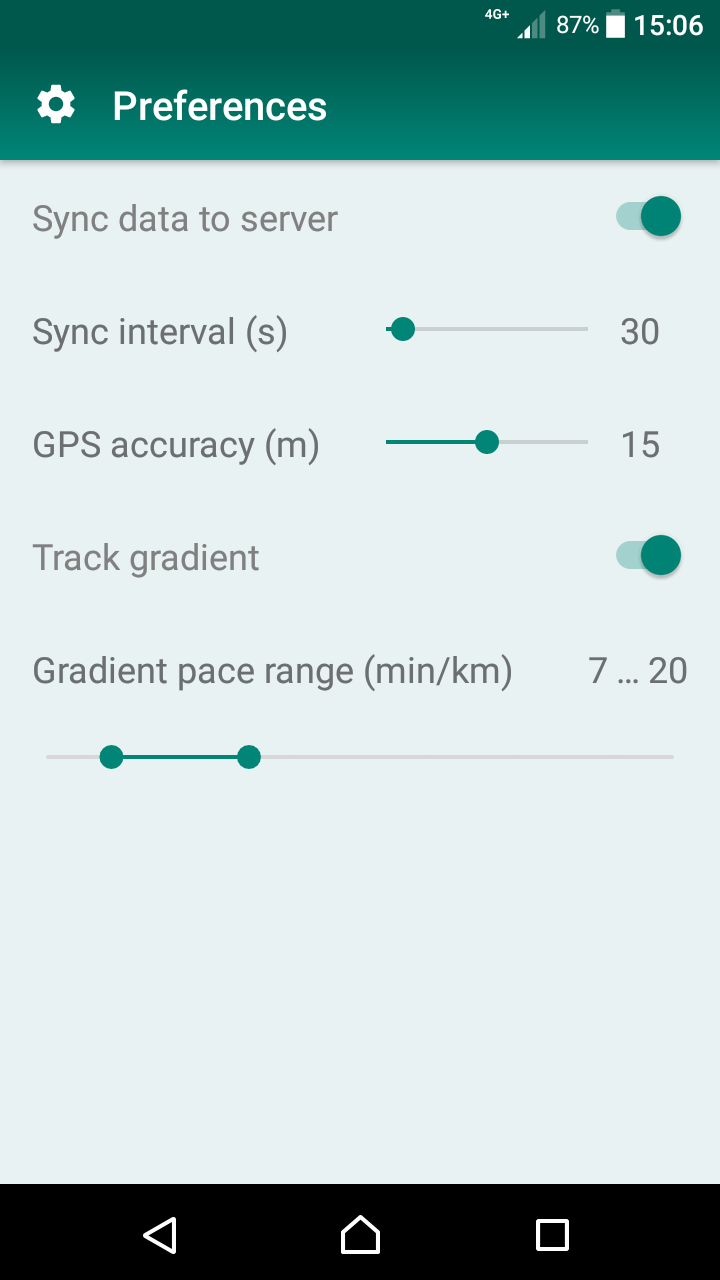 4G+ 87% 15:06
Preferences
Sync data to server
Sync interval (s) 30
GPS accuracy (m) 15
Track gradient
Gradient pace range (min/km) 7 ... 20